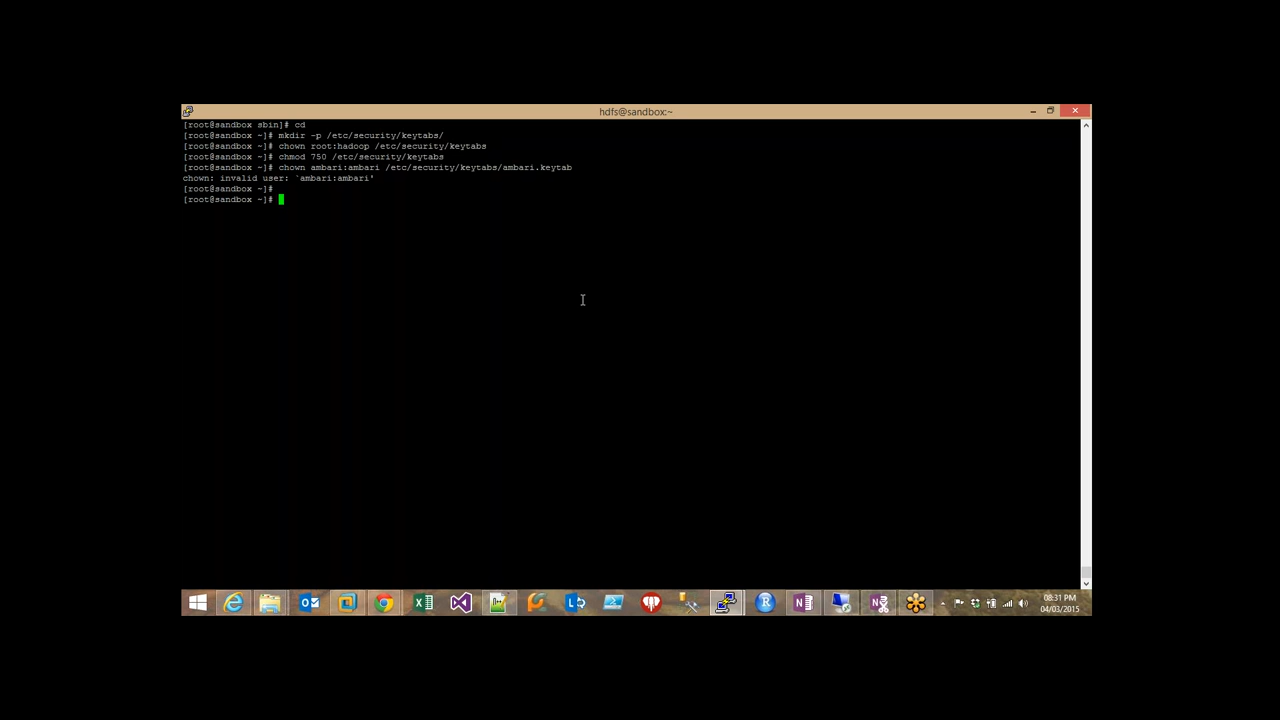 hdfs@sandbox:~
[root@sandbox sbin]# cd
[root@sandbox ~]# mkdir -p /etc/security/keytabs/
[root@sandbox ~]# chown root:hadoop /etc/security/keytabs
[root@sandbox ~]# chmod 750 /etc/security/keytabs
[root@sandbox ~]# chown ambari:ambari /etc/security/keytabs/ambari.keytab
chown: invalid user: `ambari:ambari'
[root@sandbox ~]#
[root@sandbox ~]#
08:31 PM
04/03/2015